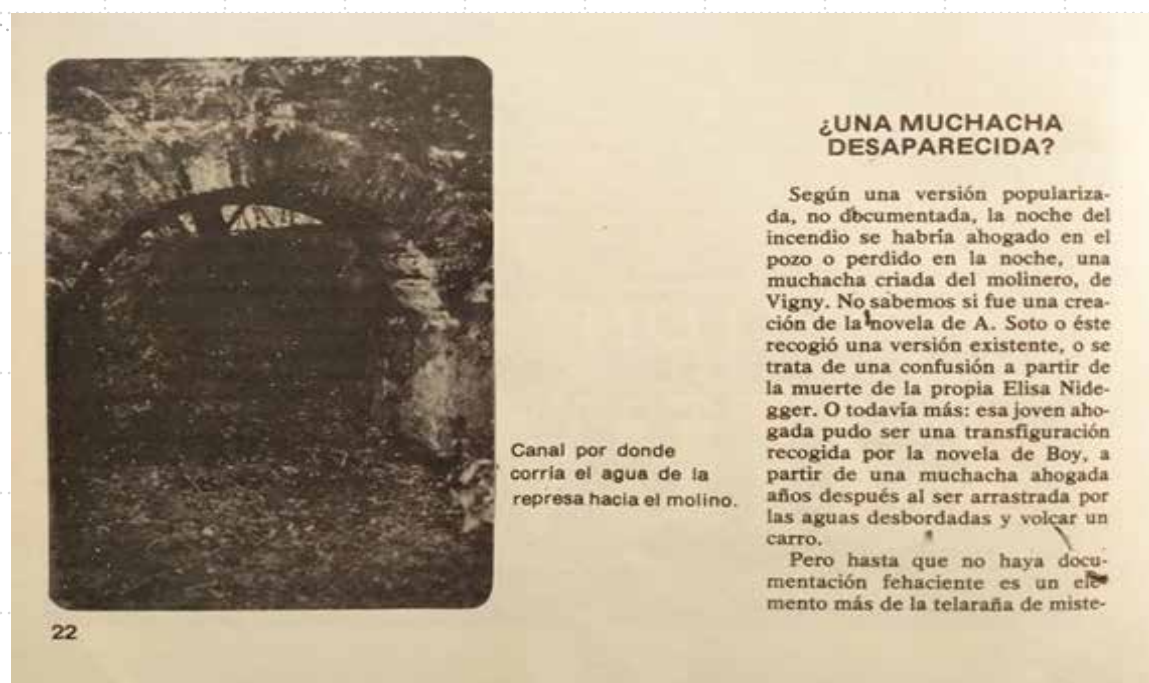 ¿UNA MUCHACHA
DESAPARECIDA?
Según una versión populariza-
da, no documentada, la noche del
incendio se habría ahogado en el
pozo o perdido en la noche, una
muchacha criada del molinero, de
Vigny. No sabemos si fue una crea-
ción de la novela de A. Soto o éste
recogió una versión existente, o se
trata de una confusión a partir de
la muerte de la propia Elisa Nide-
gger. O todavía más: esa joven aho-
gada pudo ser una transfiguración
recogida por la novela de Boy, a
partir de una muchacha ahogada
años después al ser arrastrada por
las aguas desbordadas y volcar un
carro.
Pero hasta que no haya docu-
mentación fehaciente es un ele-
mento más de la telaraña de miste-
Canal por donde
corría el agua de la
represa hacia el molino.
22